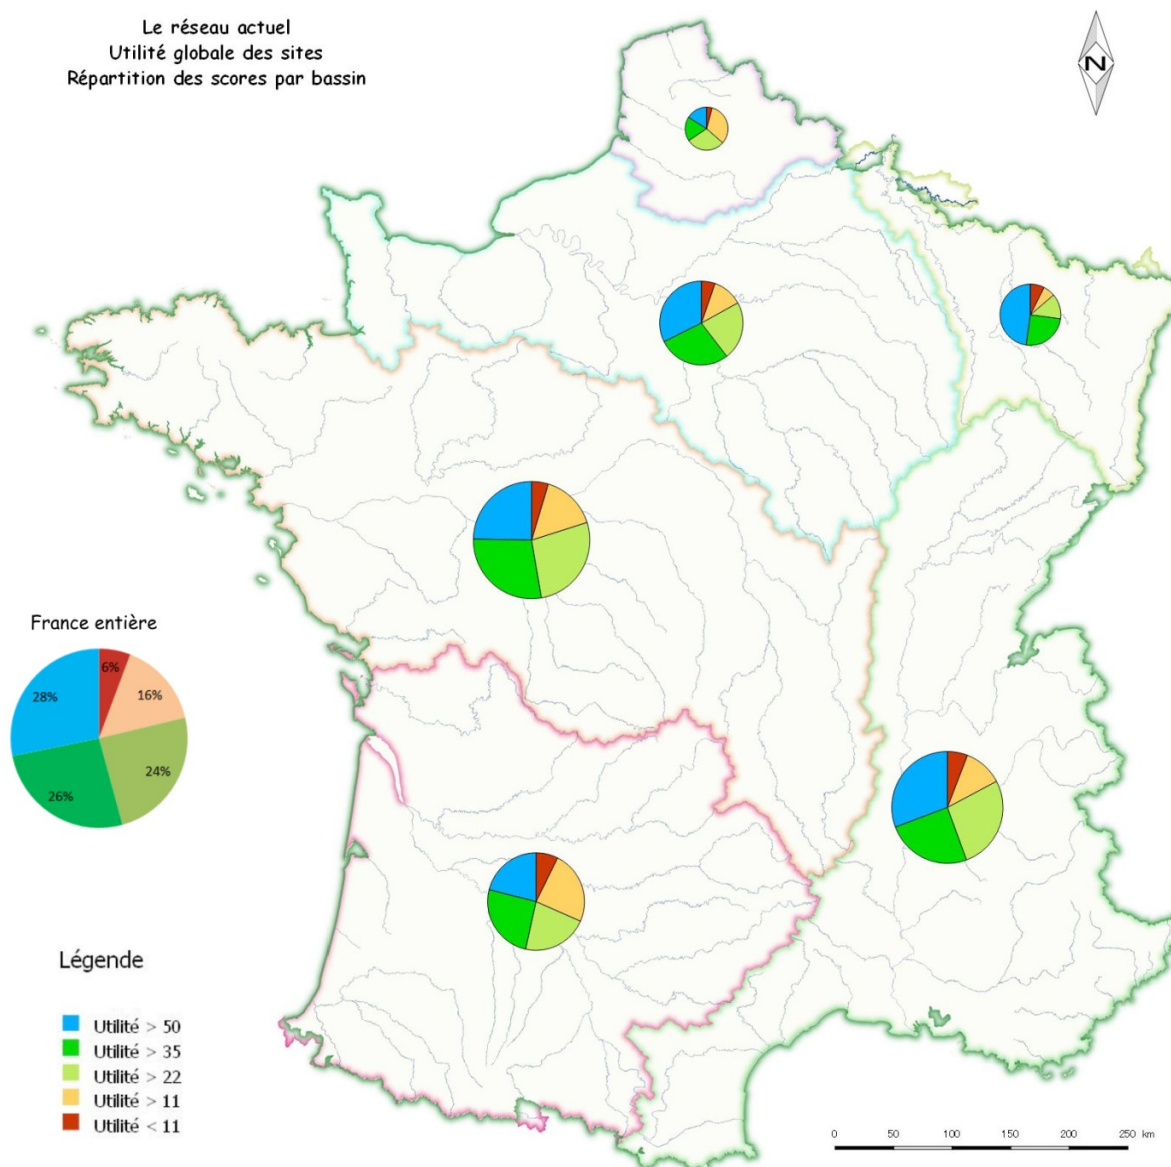 Le réseau actuel
Utilité globale des sites
Répartition des scores par bassin
N
France entière
6%
16%
24%
26%
28%
Légende
Utilité > 50
Utilité > 35
Utilité > 22
Utilité > 11
Utilité < 11
0 50 100 150 200 250 km